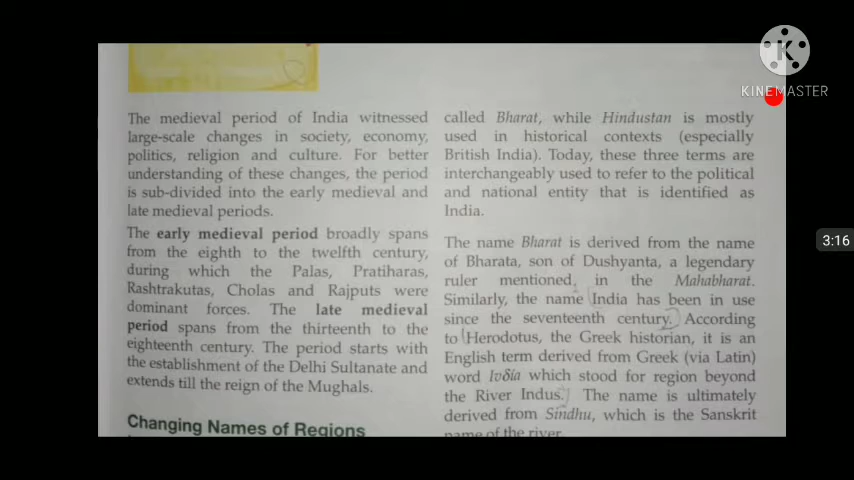 The medieval period of India witnessed
large-scale changes in society, economy,
politics, religion and culture. For better
understanding of these changes, the period
is sub-divided into the early medieval and
late medieval periods.
The early medieval period broadly spans
from the eighth to the twelfth century,
during which the Palas, Pratiharas,
Rashtrakutas, Cholas and Rajputs were
dominant forces. The late medieval
period spans from the thirteenth to the
eighteenth century. The period starts with
the establishment of the Delhi Sultanate and
extends till the reign of the Mughals.
Changing Names of Regions
called Bharat, while Hindustan is mostly
used in historical contexts (especially
British India). Today, these three terms are
interchangeably used to refer to the political
and national entity that is identified as
India.
The name Bharat is derived from the name
of Bharata, son of Dushyanta, a legendary
ruler mentioned in the Mahabharat.
Similarly, the name India has been in use
since the seventeenth century. According
to Herodotus, the Greek historian, it is an
English term derived from Greek (via Latin)
word Ινδία which stood for region beyond
the River Indus. The name is ultimately
derived from Sindhu, which is the Sanskrit
name of the river.
K
KINEMASTER
3:16